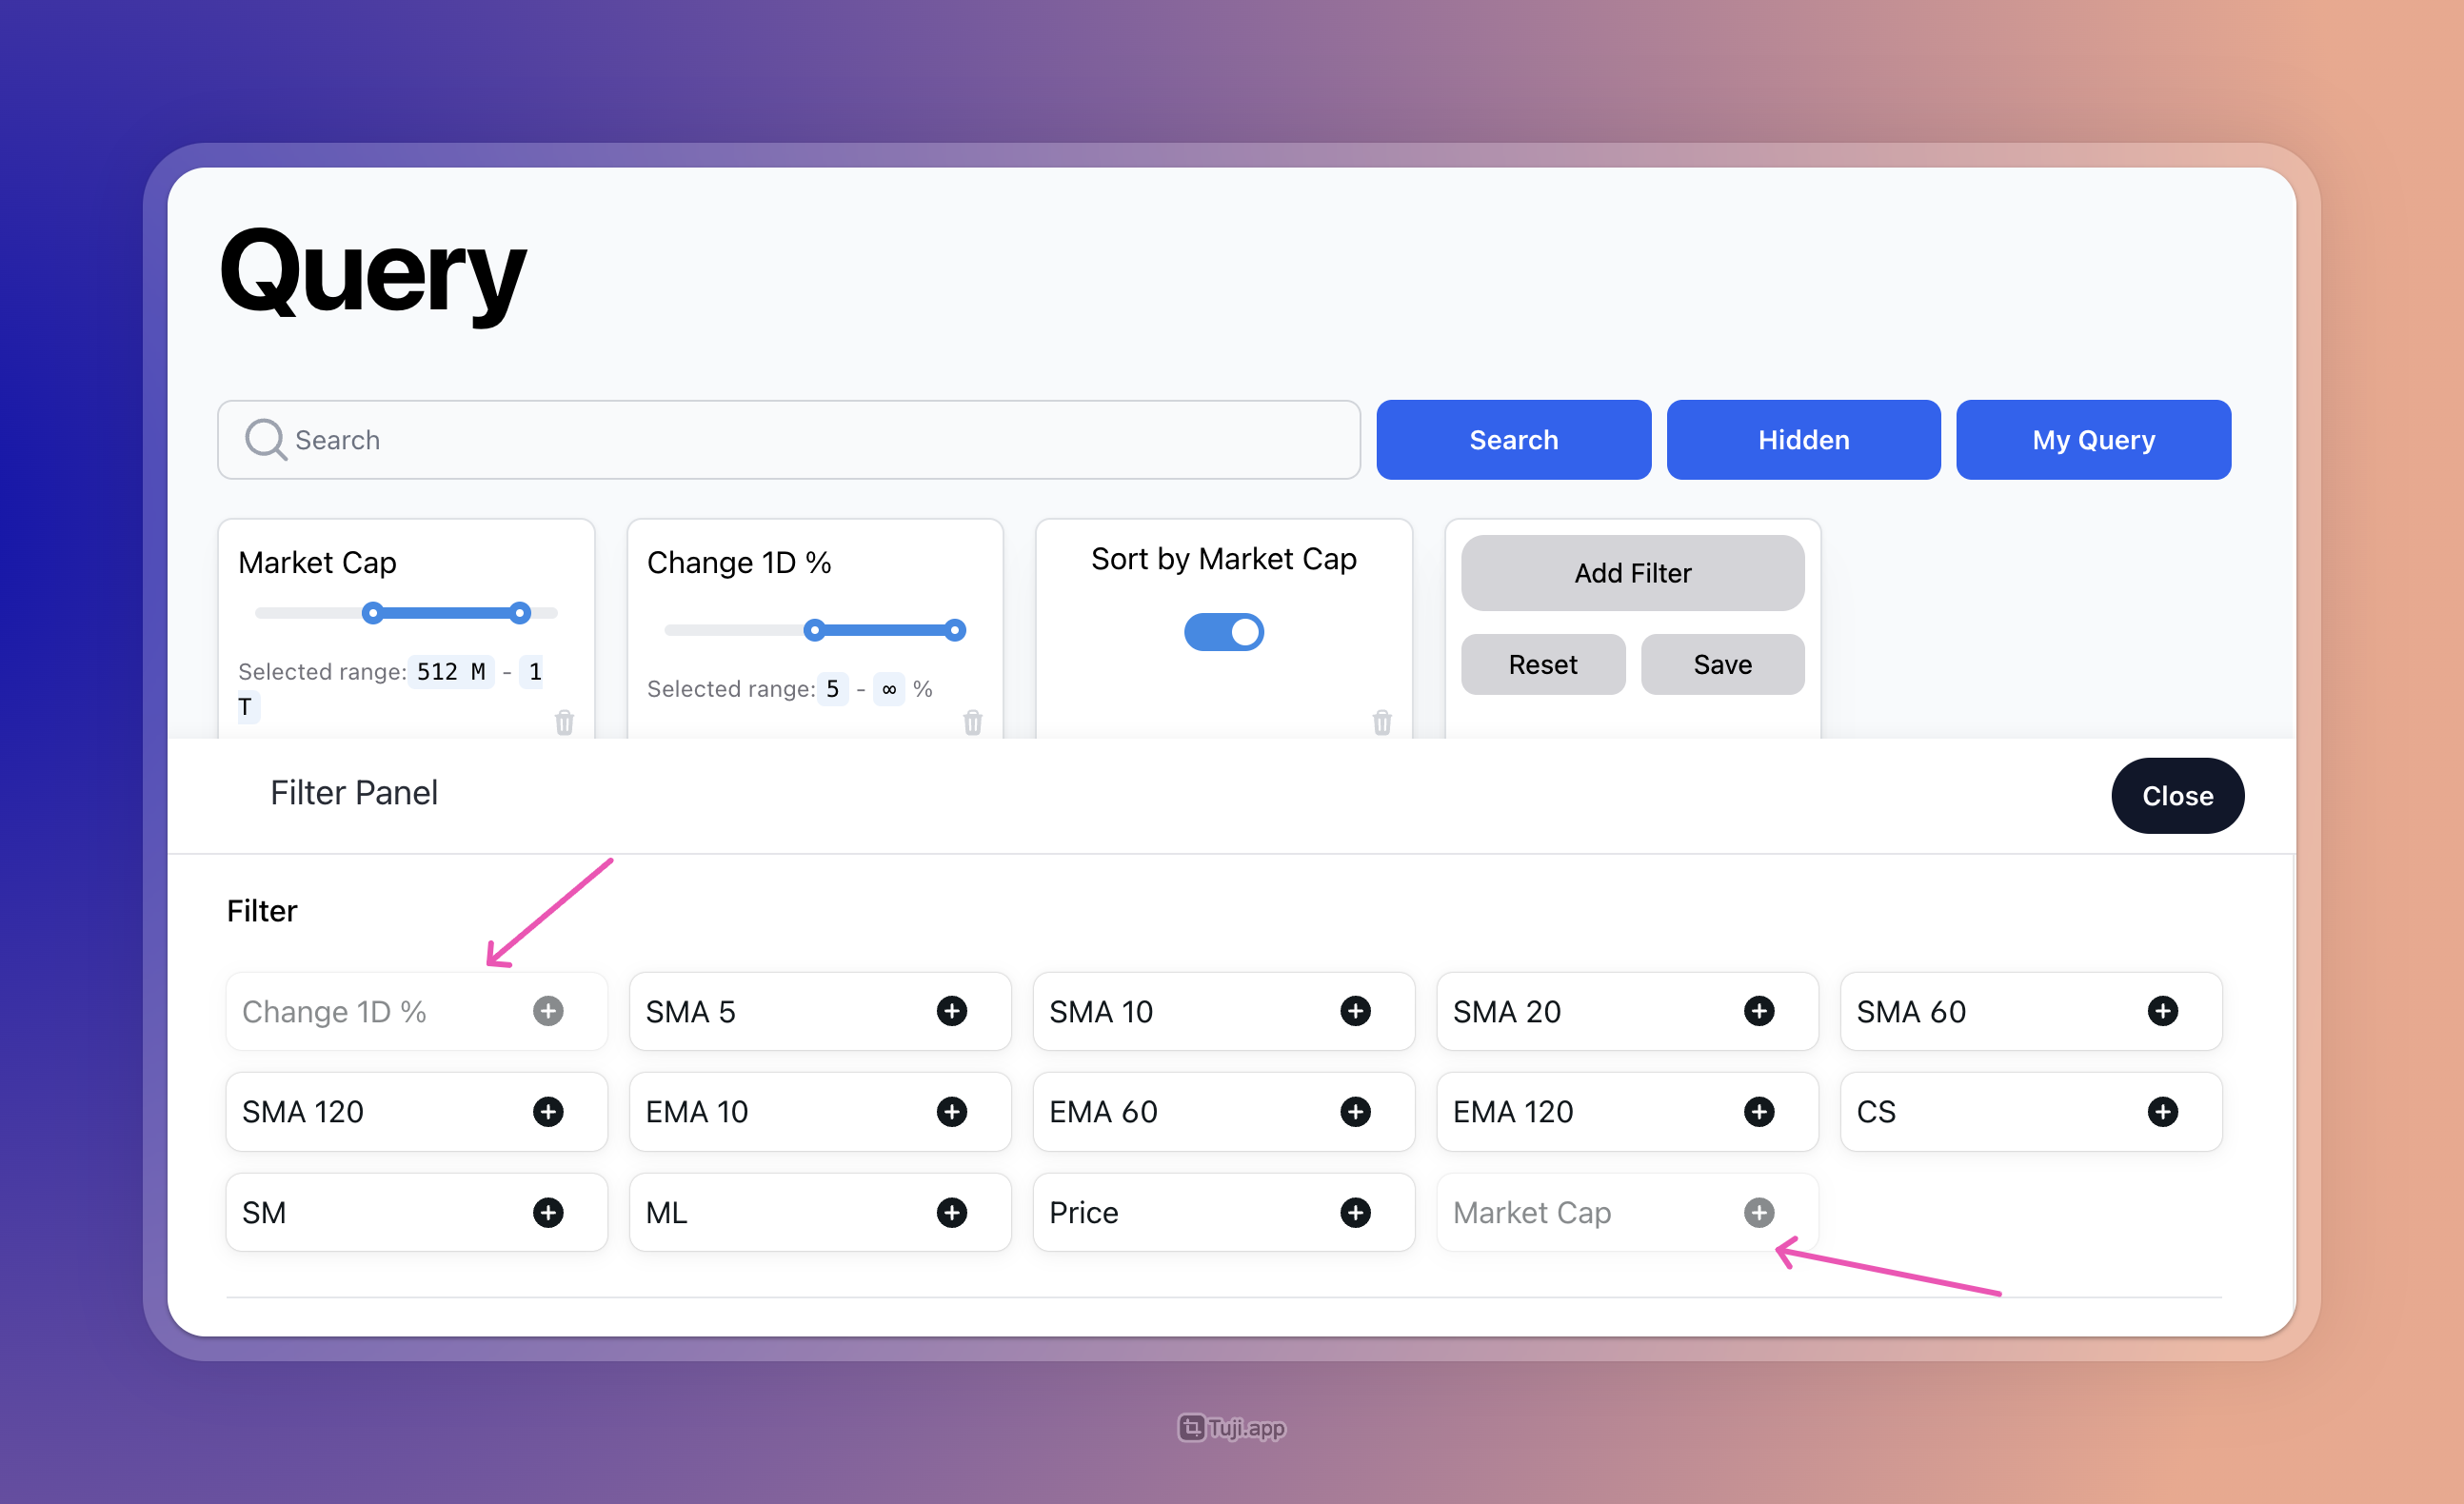 Query
Search
Search
Hidden
My Query
Market Cap
Selected range: 512 M - 1
T
Change 1D %
Selected range: 5 - ∞ %
Sort by Market Cap
Add Filter
Reset
Save
Filter Panel
Close
Filter
Change 1D %
SMA 5
SMA 10
SMA 20
SMA 60
SMA 120
EMA 10
EMA 60
EMA 120
CS
SM
ML
Price
Market Cap
Tuji.app